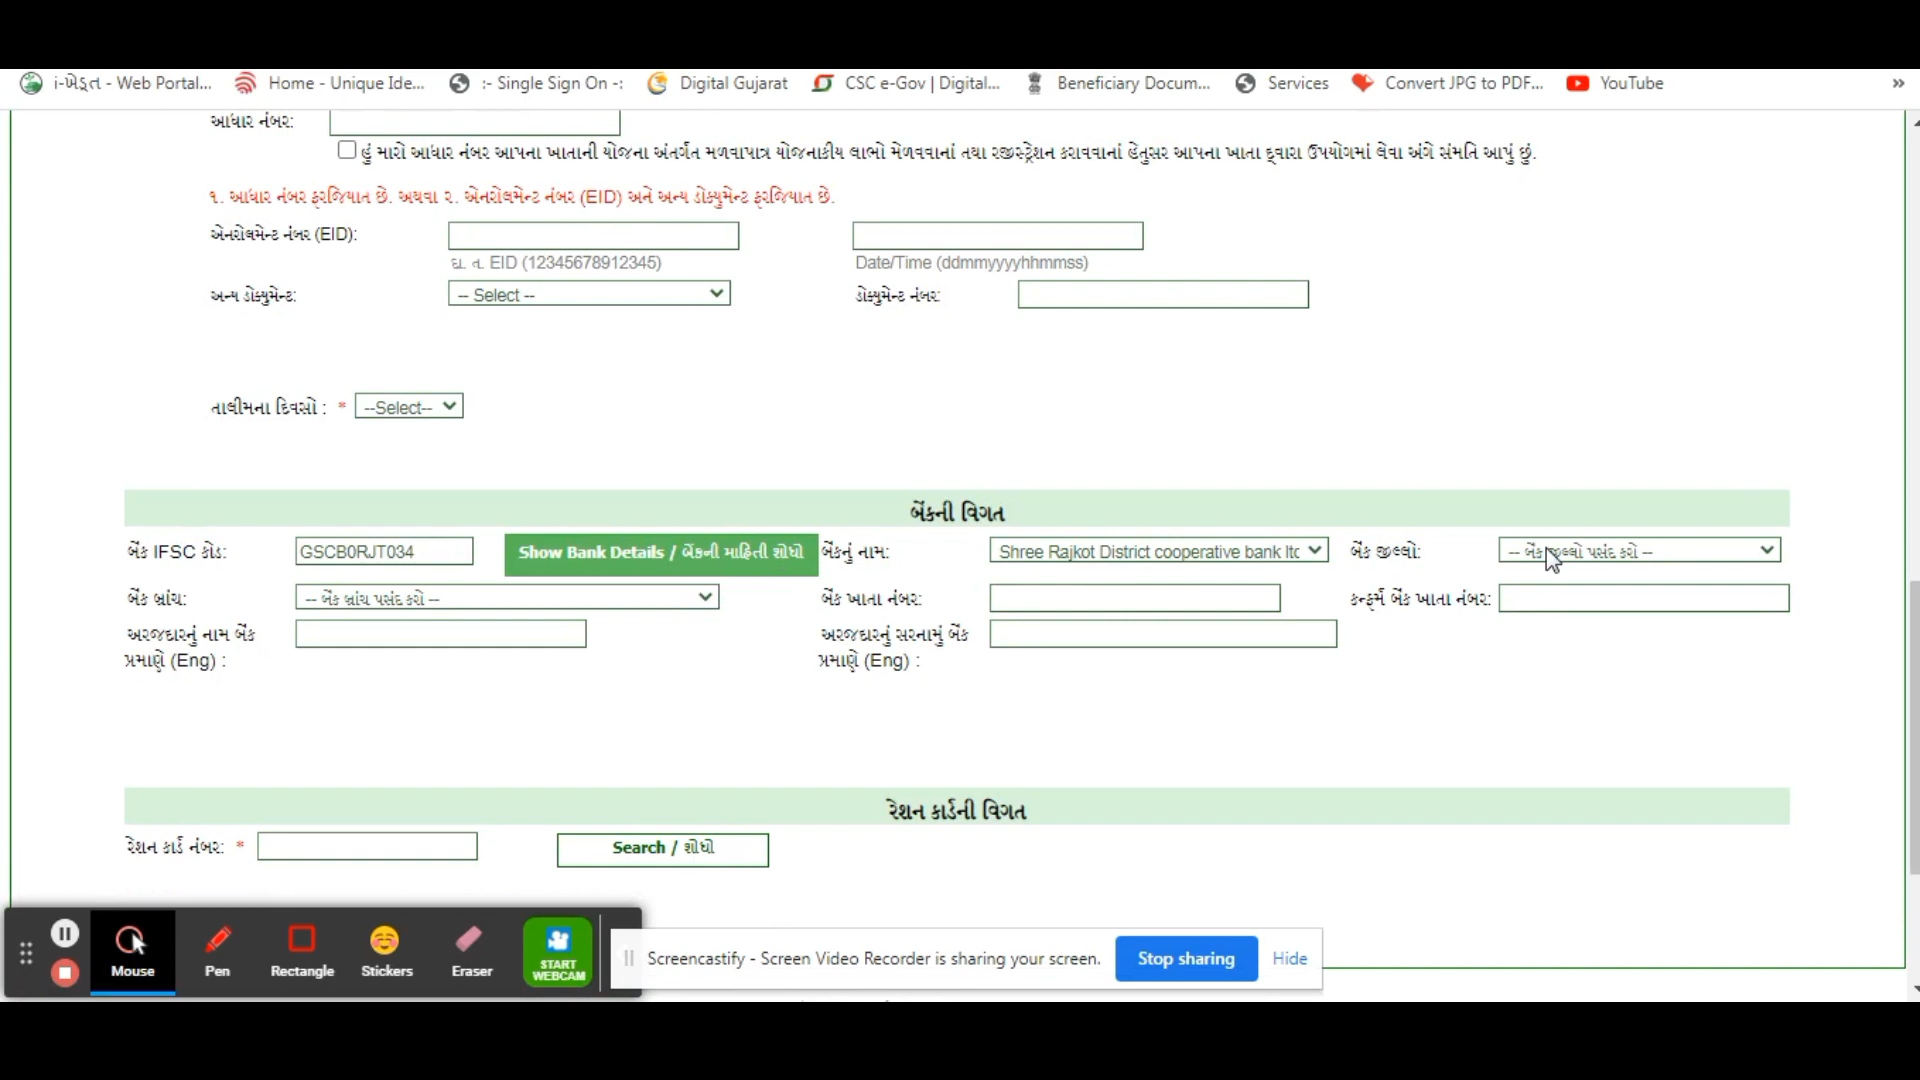 i-ખેડૂત - Web Portal... Home - Unique Ide... :- Single Sign On -: Digital Gujarat CSC e-Gov | Digital... Beneficiary Docum... Services Convert JPG to PDF... YouTube »
આધાર નંબર:
હું મારો આધાર નંબર આપના ખાતાની યોજના અંતર્ગત મળવાપાત્ર યોજનાકીય લાભો મેળવવાનાં તથા રજીસ્ટ્રેશન કરાવવાનાં હેતુસર આપના ખાતા દ્વારા ઉપયોગમાં લેવા અંગે સંમતિ આપું છું.
૧. આધાર નંબર ફરજિયાત છે. અથવા ૨. એનરોલમેન્ટ નંબર (EID) અને અન્ય ડોક્યુમેન્ટ ફરજિયાત છે.
એનરોલમેન્ટ નંબર (EID):
દા. ત. EID (12345678912345) Date/Time (ddmmyyyyhhmmss)
અન્ય ડોક્યુમેન્ટ: -- Select -- ડોક્યુમેન્ટ નંબર:
તાલીમના દિવસો : * --Select--
બેંકની વિગત
બેંક IFSC કોડ: GSCB0RJT034 Show Bank Details / બેંકની માહિતી શોધો બેંકનું નામ: Shree Rajkot District cooperative bank ltd બેંક જીલ્લો: -- બેંક જીલ્લો પસંદ કરો --
બેંક બ્રાંચ: -- બેંક બ્રાંચ પસંદ કરો -- બેંક ખાતા નંબર: કન્ફર્મ બેંક ખાતા નંબર:
અરજદારનું નામ બેંક અરજદારનું સરનામું બેંક
પ્રમાણે (Eng) : પ્રમાણે (Eng) :
રેશન કાર્ડની વિગત
રેશન કાર્ડ નંબર: * Search / શોધો
Mouse Pen Rectangle Stickers Eraser START WEBCAM
Screencastify - Screen Video Recorder is sharing your screen. Stop sharing Hide